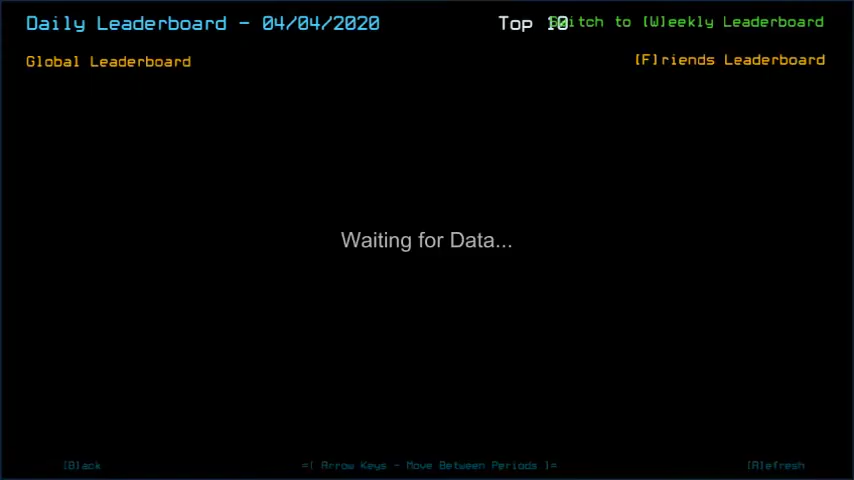 Daily Leaderboard - 04/04/2020
Top 10
Switch to [W]eekly Leaderboard
Global Leaderboard
[F]riends Leaderboard
Waiting for Data...
[B]ack
=[ Arrow Keys - Move Between Periods ]=
[R]efresh